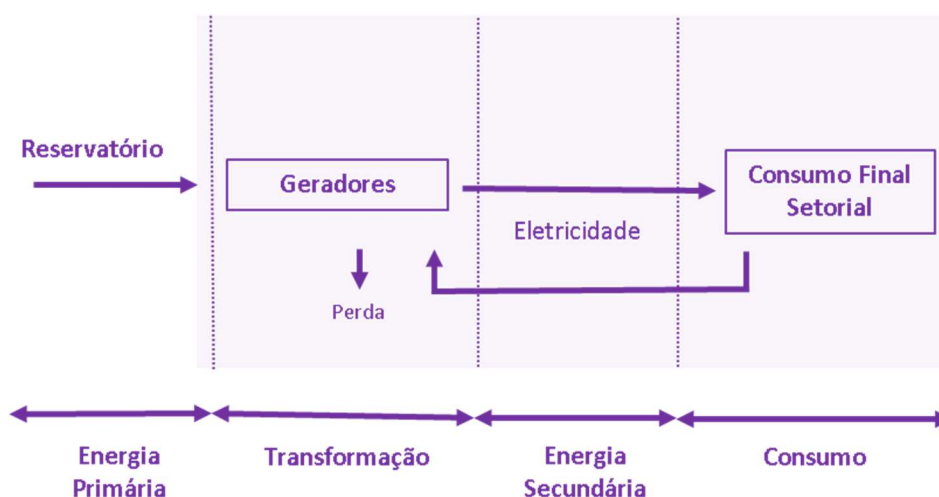 Reservatório
Geradores
Consumo Final
Setorial
Eletricidade
Perda
Energia
Primária
Transformação
Energia
Secundária
Consumo